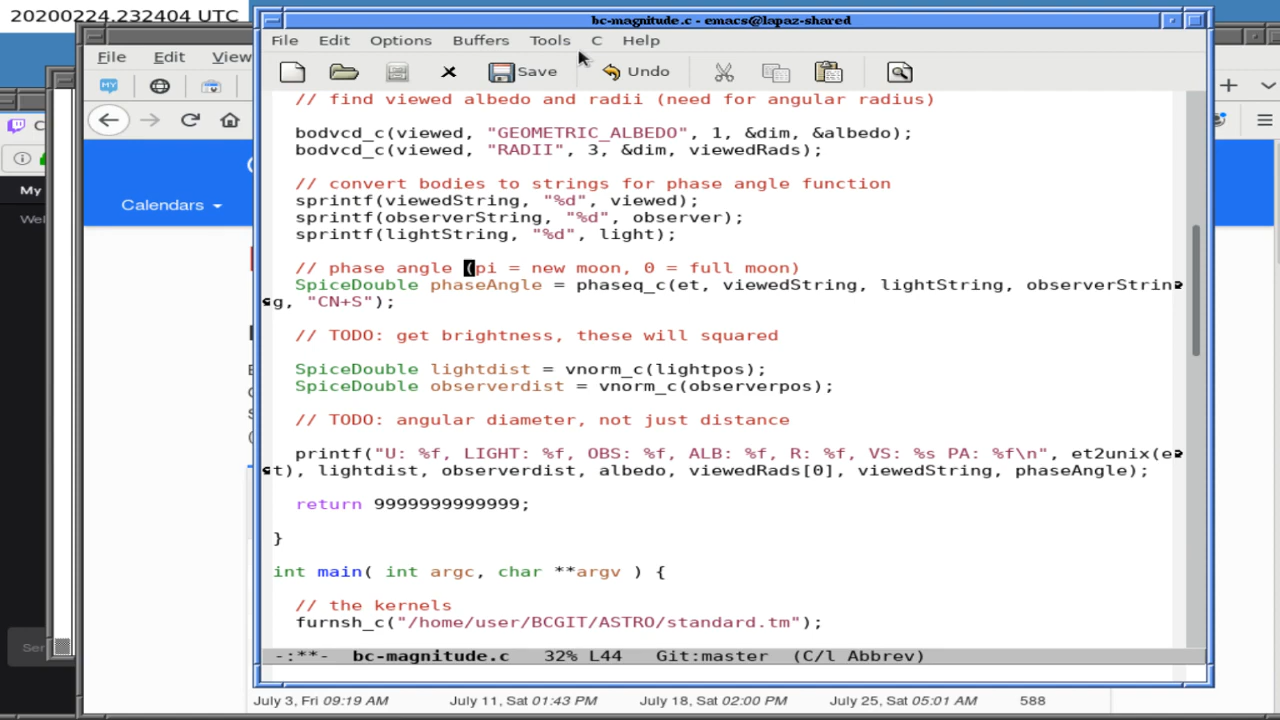 20200224.232404 UTC
bc-magnitude.c - emacs@lapaz-shared
File Edit Options Buffers Tools C Help
Save Undo
// find viewed albedo and radii (need for angular radius)
bodvcd_c(viewed, "GEOMETRIC_ALBEDO", 1, &dim, &albedo);
bodvcd_c(viewed, "RADII", 3, &dim, viewedRads);
// convert bodies to strings for phase angle function
sprintf(viewedString, "%d", viewed);
sprintf(observerString, "%d", observer);
sprintf(lightString, "%d", light);
// phase angle (pi = new moon, 0 = full moon)
SpiceDouble phaseAngle = phaseq_c(et, viewedString, lightString, observerStrin
g, "CN+S");
// TODO: get brightness, these will squared
SpiceDouble lightdist = vnorm_c(lightpos);
SpiceDouble observerdist = vnorm_c(observerpos);
// TODO: angular diameter, not just distance
printf("U: %f, LIGHT: %f, OBS: %f, ALB: %f, R: %f, VS: %s PA: %f\n", et2unix(e
t), lightdist, observerdist, albedo, viewedRads[0], viewedString, phaseAngle);
return 9999999999999;
}
int main( int argc, char **argv ) {
// the kernels
furnsh_c("/home/user/BCGIT/ASTRO/standard.tm");
-:**- bc-magnitude.c 32% L44 Git:master (C/l Abbrev)
File Edit View
Calendars
My
Wel
Ser
July 3, Fri 09:19 AM July 11, Sat 01:43 PM July 18, Sat 02:00 PM July 25, Sat 05:01 AM 588